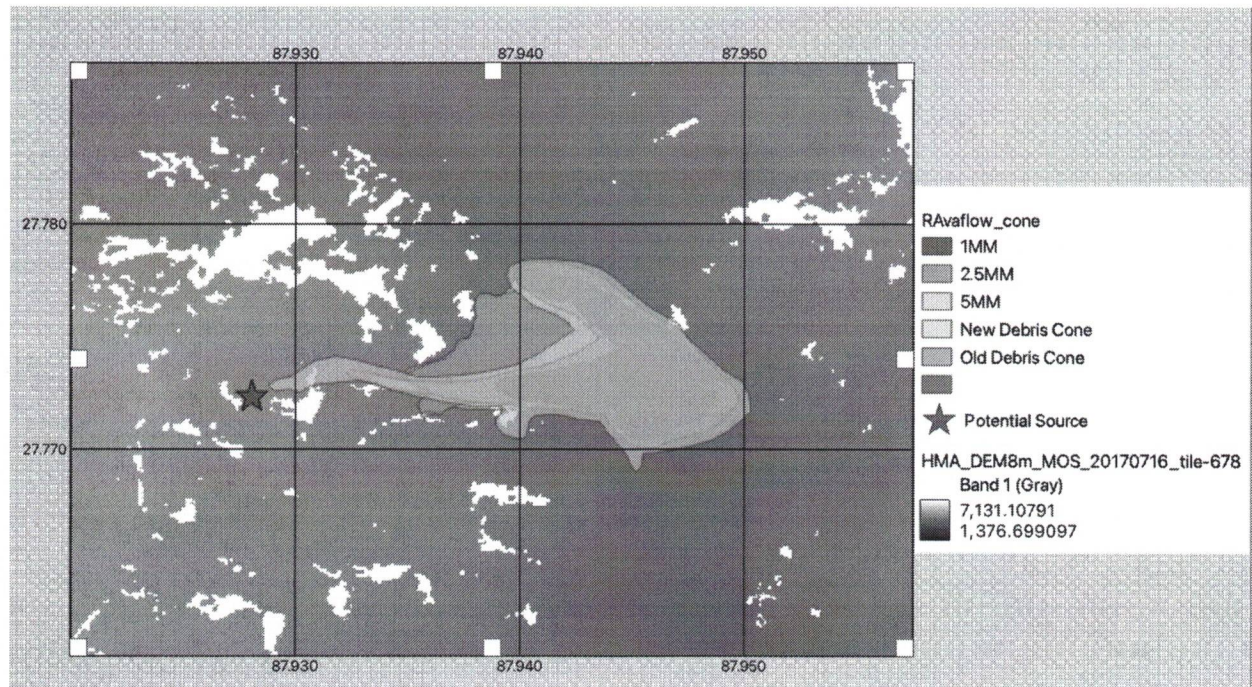 87.930 87.940 87.950
27.780
27.770
87.930 87.940 87.950
RAvaflow_cone
1MM
2.5MM
5MM
New Debris Cone
Old Debris Cone
Potential Source
HMA_DEM8m_MOS_20170716_tile-678
Band 1 (Gray)
7,131.10791
1,376.699097